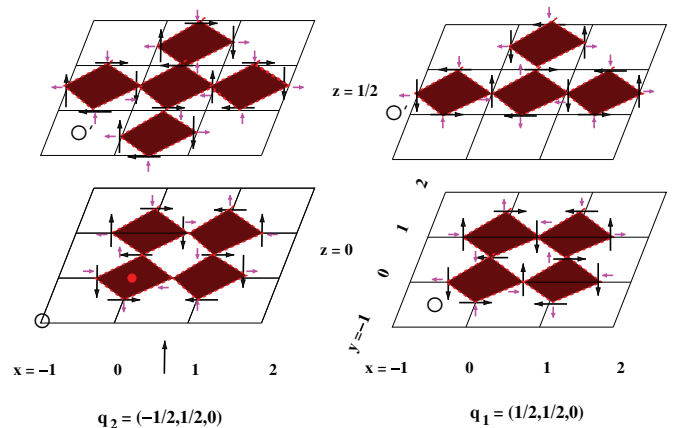 z = 1/2
z = 0
2
1
0
y = −1
x = −1 0 1 2
x = −1 0 1 2
q2 = (−1/2,1/2,0)
q1 = (1/2,1/2,0)